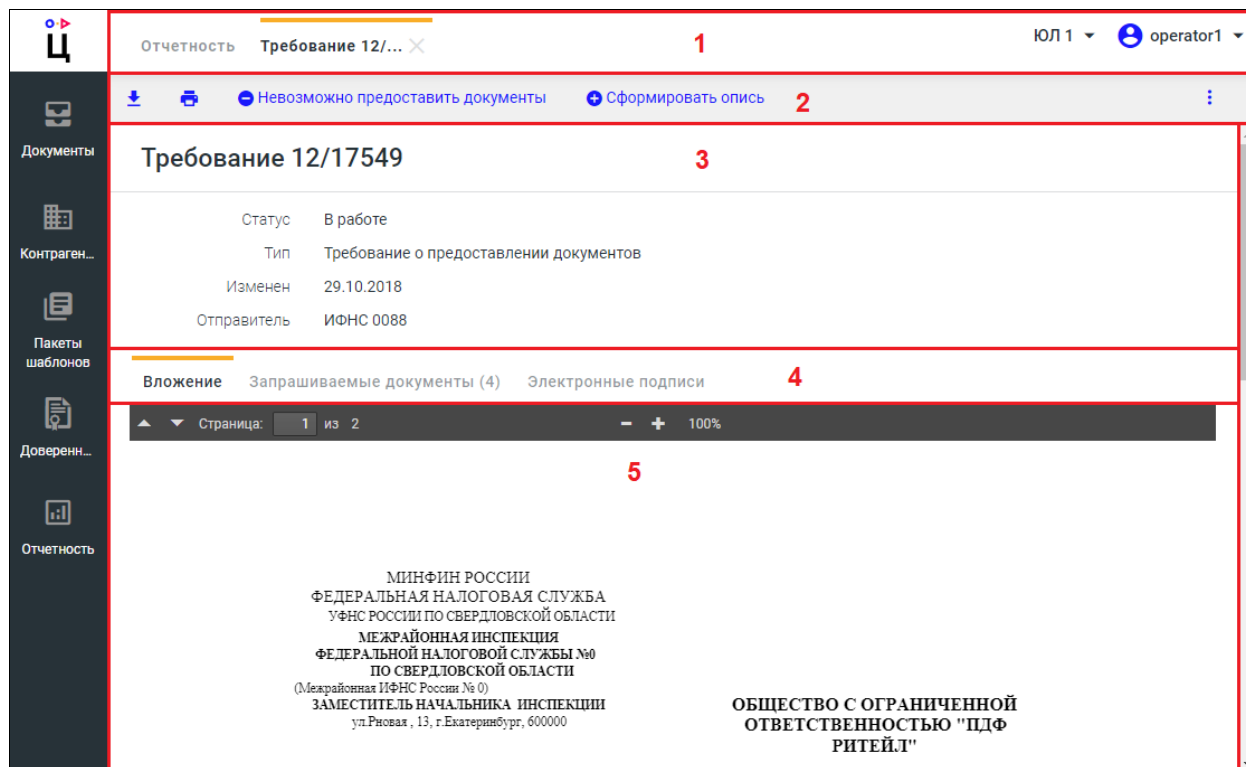 Ц
Отчетность Требование 12/... 1 ЮЛ 1 operator1
Невозможно предоставить документы Сформировать опись 2
Документы
Контраген...
Пакеты
шаблонов
Доверенн...
Отчетность
Требование 12/17549 3
Статус В работе
Тип Требование о предоставлении документов
Изменен 29.10.2018
Отправитель ИФНС 0088
Вложение Запрашиваемые документы (4) Электронные подписи 4
Страница: 1 из 2 100%
5
МИНФИН РОССИИ
ФЕДЕРАЛЬНАЯ НАЛОГОВАЯ СЛУЖБА
УФНС РОССИИ ПО СВЕРДЛОВСКОЙ ОБЛАСТИ
МЕЖРАЙОННАЯ ИНСПЕКЦИЯ
ФЕДЕРАЛЬНОЙ НАЛОГОВОЙ СЛУЖБЫ №0
ПО СВЕРДЛОВСКОЙ ОБЛАСТИ
(Межрайонная ИФНС России № 0)
ЗАМЕСТИТЕЛЬ НАЧАЛЬНИКА ИНСПЕКЦИИ
ул.Рновая , 13, г.Екатеринбург, 600000
ОБЩЕСТВО С ОГРАНИЧЕННОЙ
ОТВЕТСТВЕННОСТЬЮ "ПДФ
РИТЕЙЛ"